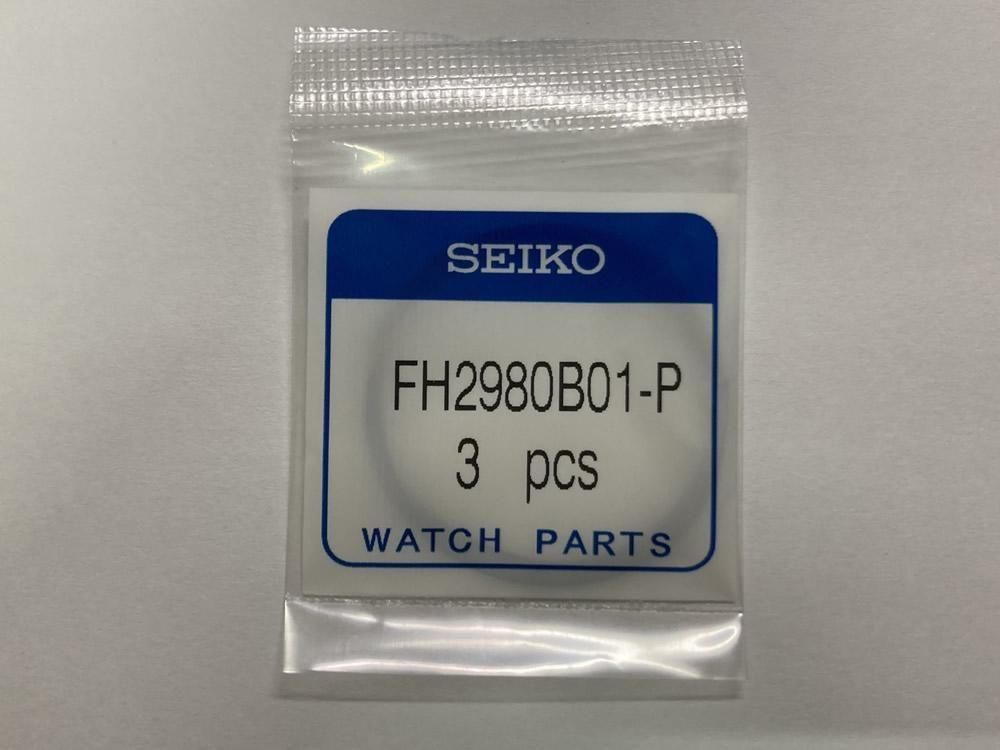 SEIKO
FH2980B01-P
3 pcs
WATCH PARTS